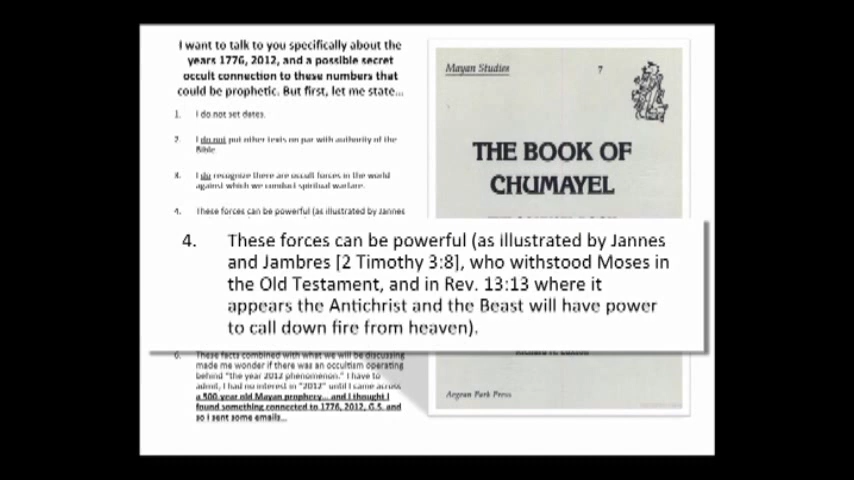 I want to talk to you specifically about the
years 1776, 2012, and a possible secret
occult connection to these numbers that
could be prophetic. But first, let me state...
1. I do not set dates.
2. I do not put other texts on par with authority of the
Bible
3. I do recognize there are occult forces in the world
against which we conduct spiritual warfare.
4. These forces can be powerful (as illustrated by Jannes
4. These forces can be powerful (as illustrated by Jannes
and Jambres [2 Timothy 3:8], who withstood Moses in
the Old Testament, and in Rev. 13:13 where it
appears the Antichrist and the Beast will have power
to call down fire from heaven).
6. These facts combined with what we will be discussing
made me wonder if there was an occultism operating
behind "the year 2012 phenomenon." I have to
admit, I had no interest in "2012" until I came across
a 500 year old Mayan prophecy... and I thought I
found something connected to 1776, 2012, G.S. and
so I sent some emails...
Mayan Studies 7
THE BOOK OF
CHUMAYEL
Aegean Park Press